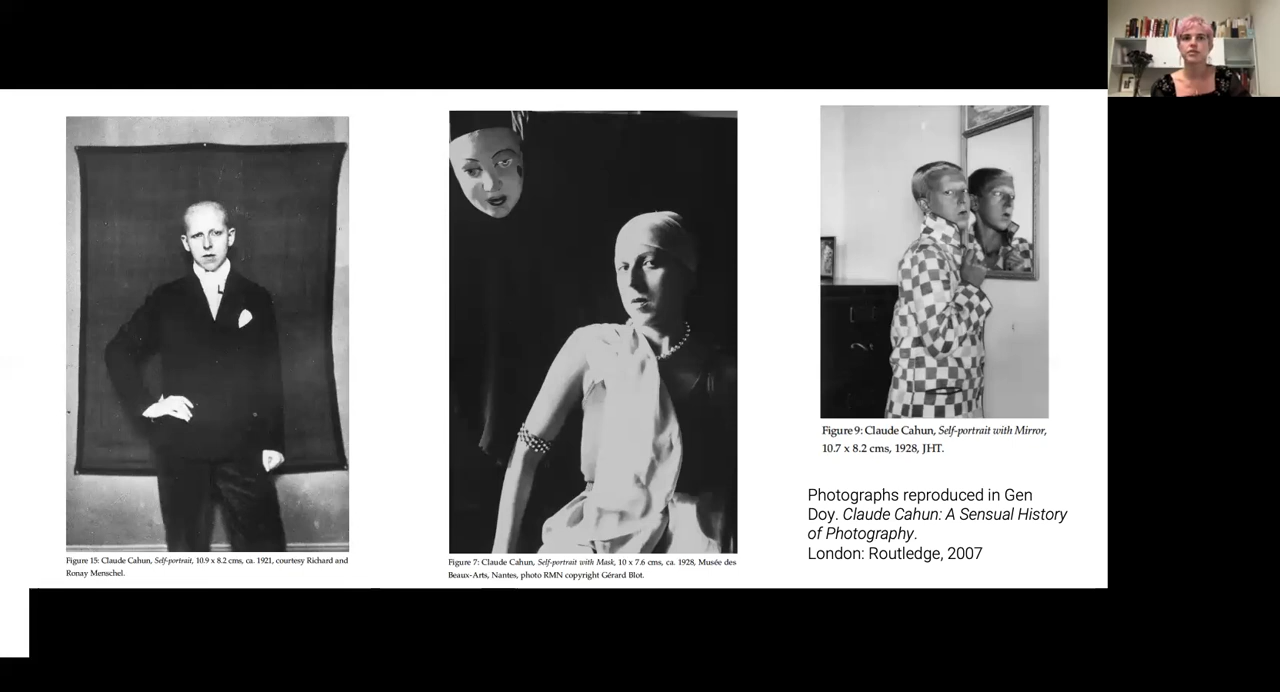 Figure 15: Claude Cahun, Self-portrait, 10.9 x 8.2 cms, ca. 1921, courtesy Richard and
Ronay Menschel.
Figure 7: Claude Cahun, Self-portrait with Mask, 10 x 7.6 cms, ca. 1928, Musée des
Beaux-Arts, Nantes, photo RMN copyright Gérard Blot.
Figure 9: Claude Cahun, Self-portrait with Mirror,
10.7 x 8.2 cms, 1928, JHT.
Photographs reproduced in Gen
Doy. Claude Cahun: A Sensual History
of Photography.
London: Routledge, 2007